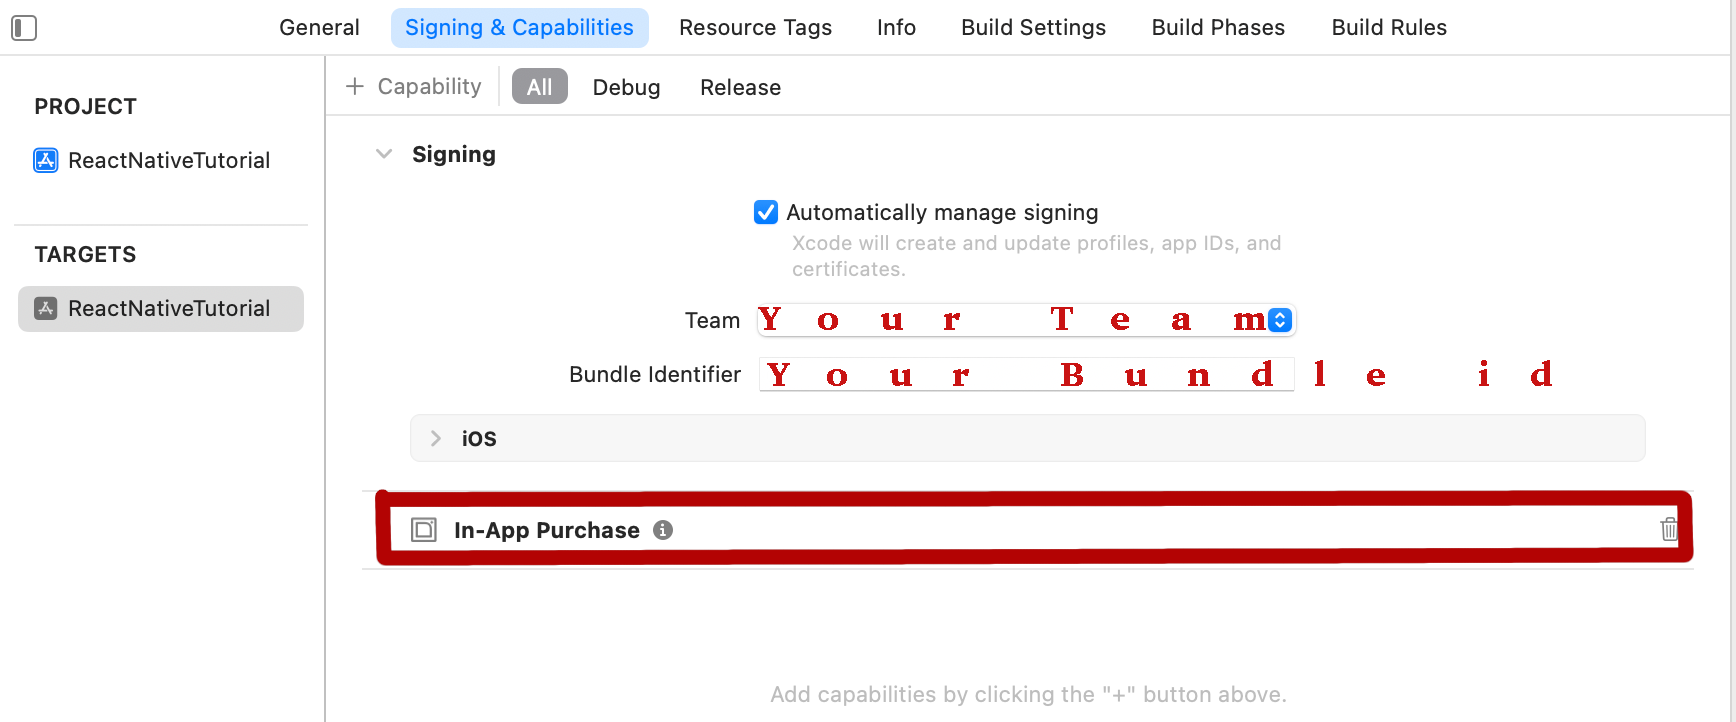 General Signing & Capabilities Resource Tags Info Build Settings Build Phases Build Rules
+ Capability All Debug Release
PROJECT
ReactNativeTutorial
TARGETS
ReactNativeTutorial
Signing
Automatically manage signing
Xcode will create and update profiles, app IDs, and
certificates.
Team Your Team
Bundle Identifier Your Bundle id
iOS
In-App Purchase
Add capabilities by clicking the "+" button above.